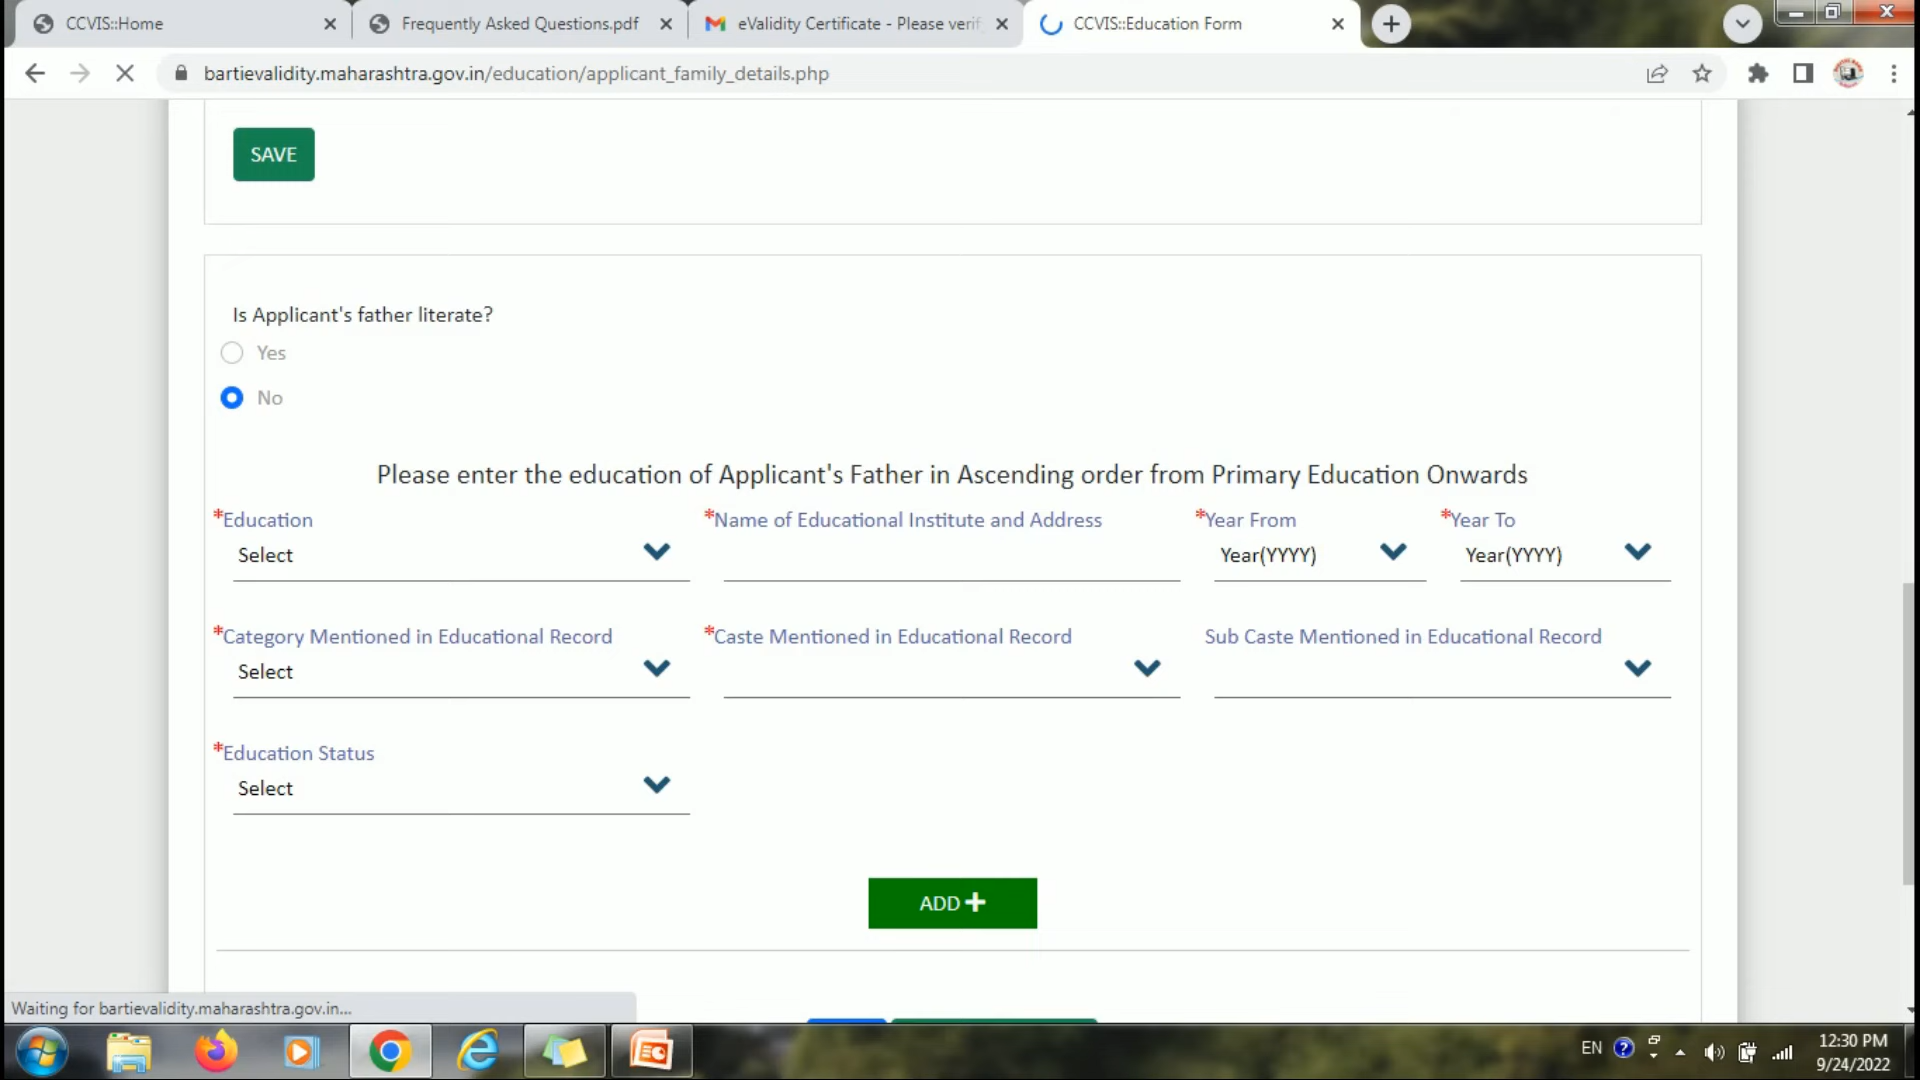 CCVIS::Home
Frequently Asked Questions.pdf
eValidity Certificate - Please verif
CCVIS::Education Form
bartievalidity.maharashtra.gov.in/education/applicant_family_details.php
SAVE
Is Applicant's father literate?
Yes
No
Please enter the education of Applicant's Father in Ascending order from Primary Education Onwards
*Education
*Name of Educational Institute and Address
*Year From
*Year To
Select
Year(YYYY)
Year(YYYY)
*Category Mentioned in Educational Record
*Caste Mentioned in Educational Record
Sub Caste Mentioned in Educational Record
Select
*Education Status
Select
ADD
Waiting for bartievalidity.maharashtra.gov.in...
EN
12:30 PM
9/24/2022